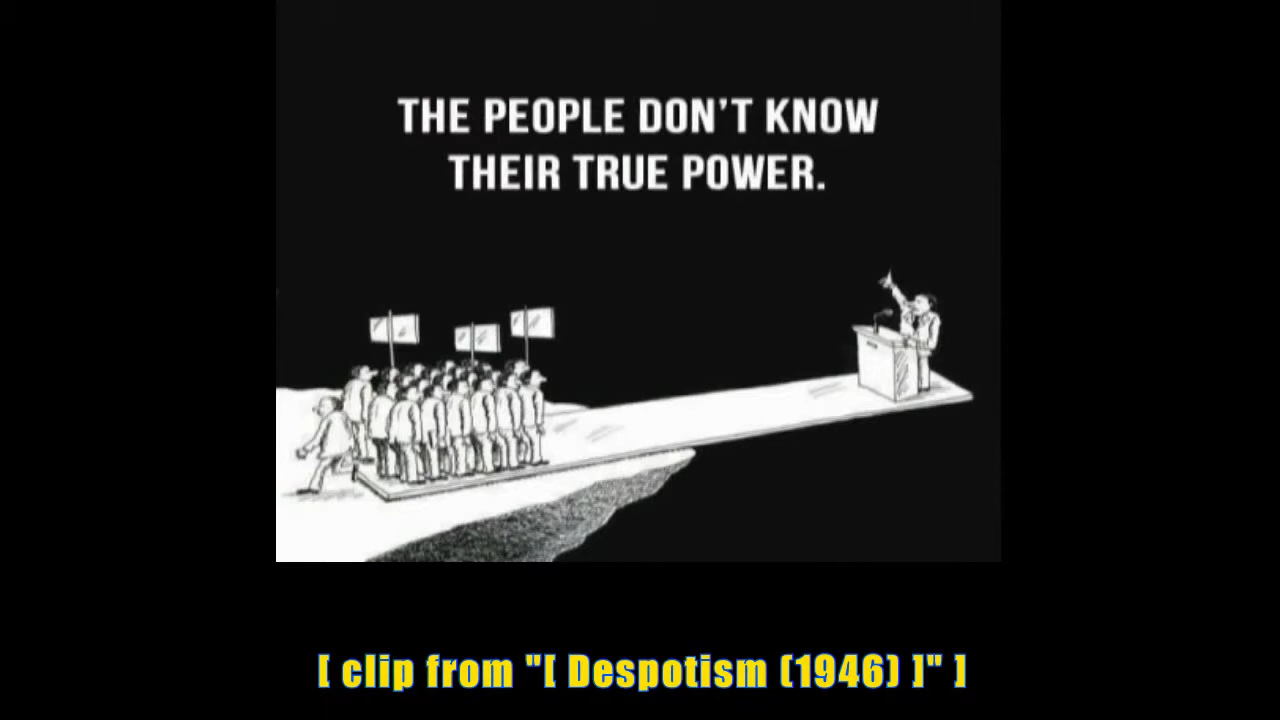 THE PEOPLE DON'T KNOW
THEIR TRUE POWER.
[ clip from "[ Despotism (1946) ]" ]